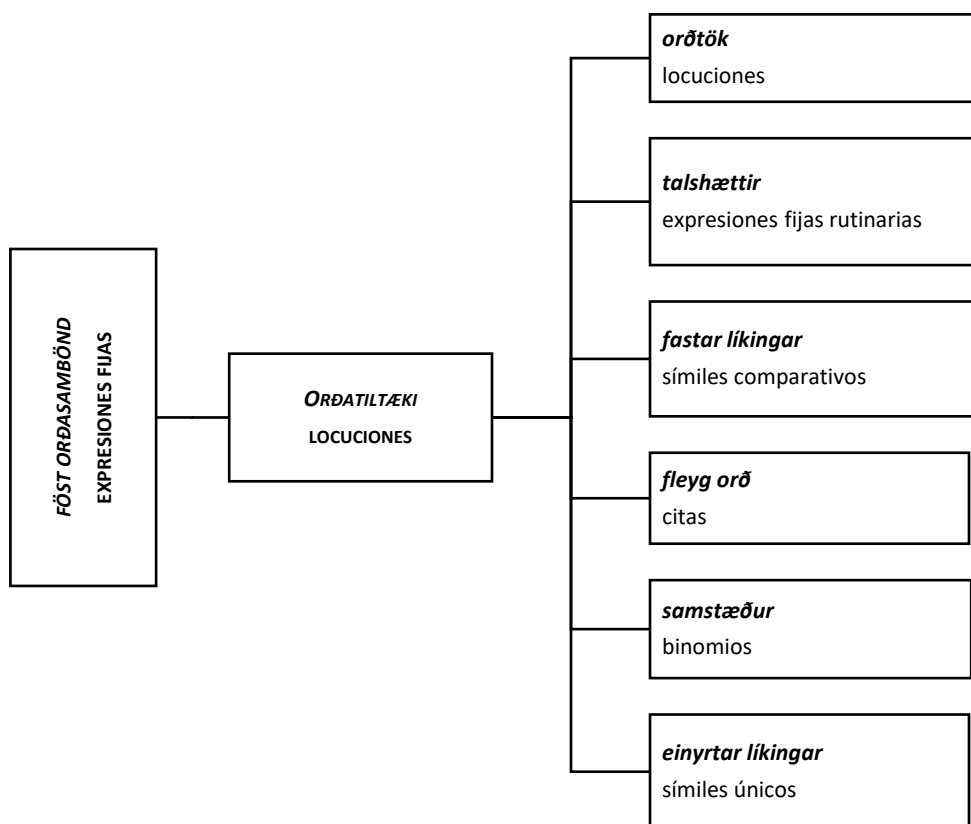 FÖST ORÐASAMBÖND
EXPRESIONES FIJAS
ORÐATILTÆKI
LOCUCIONES
orðtök
locuciones
talshættir
expresiones fijas rutinarias
fastar líkingar
símiles comparativos
fleyg orð
citas
samstæður
binomios
einyrtar líkingar
símiles únicos